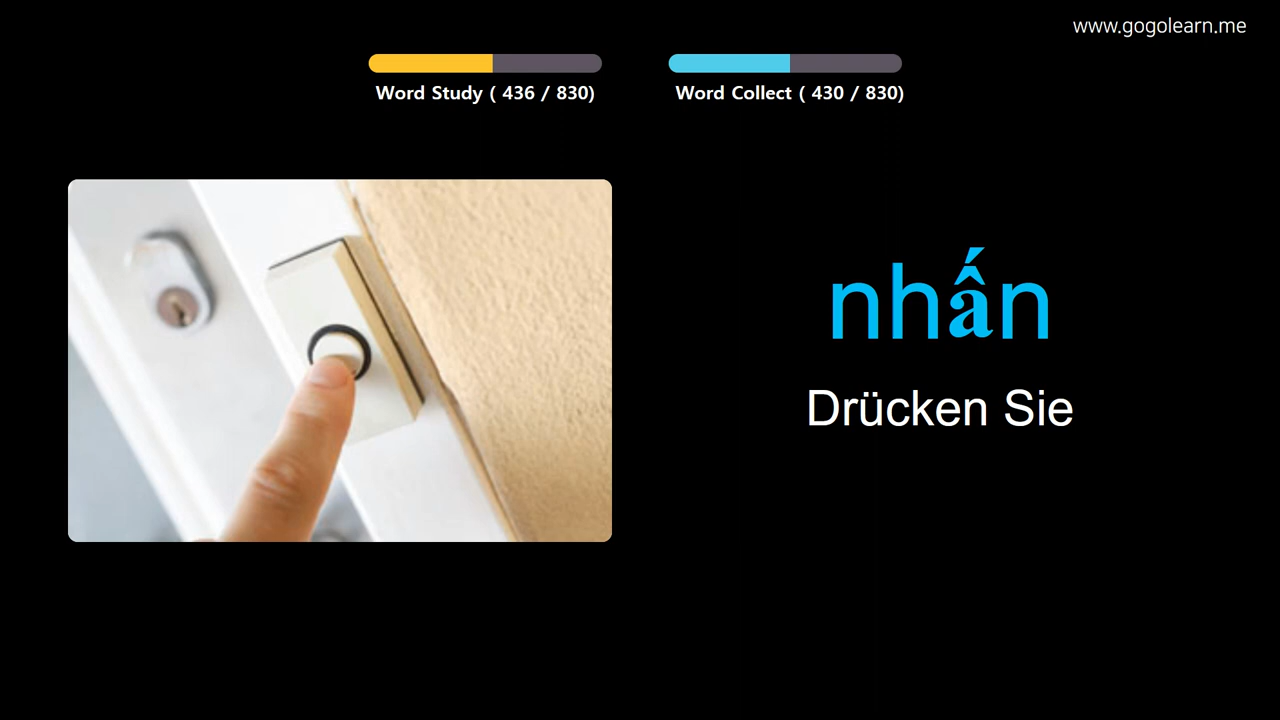 www.gogolearn.me
Word Study ( 436 / 830)
Word Collect ( 430 / 830)
nhấn
Drücken Sie